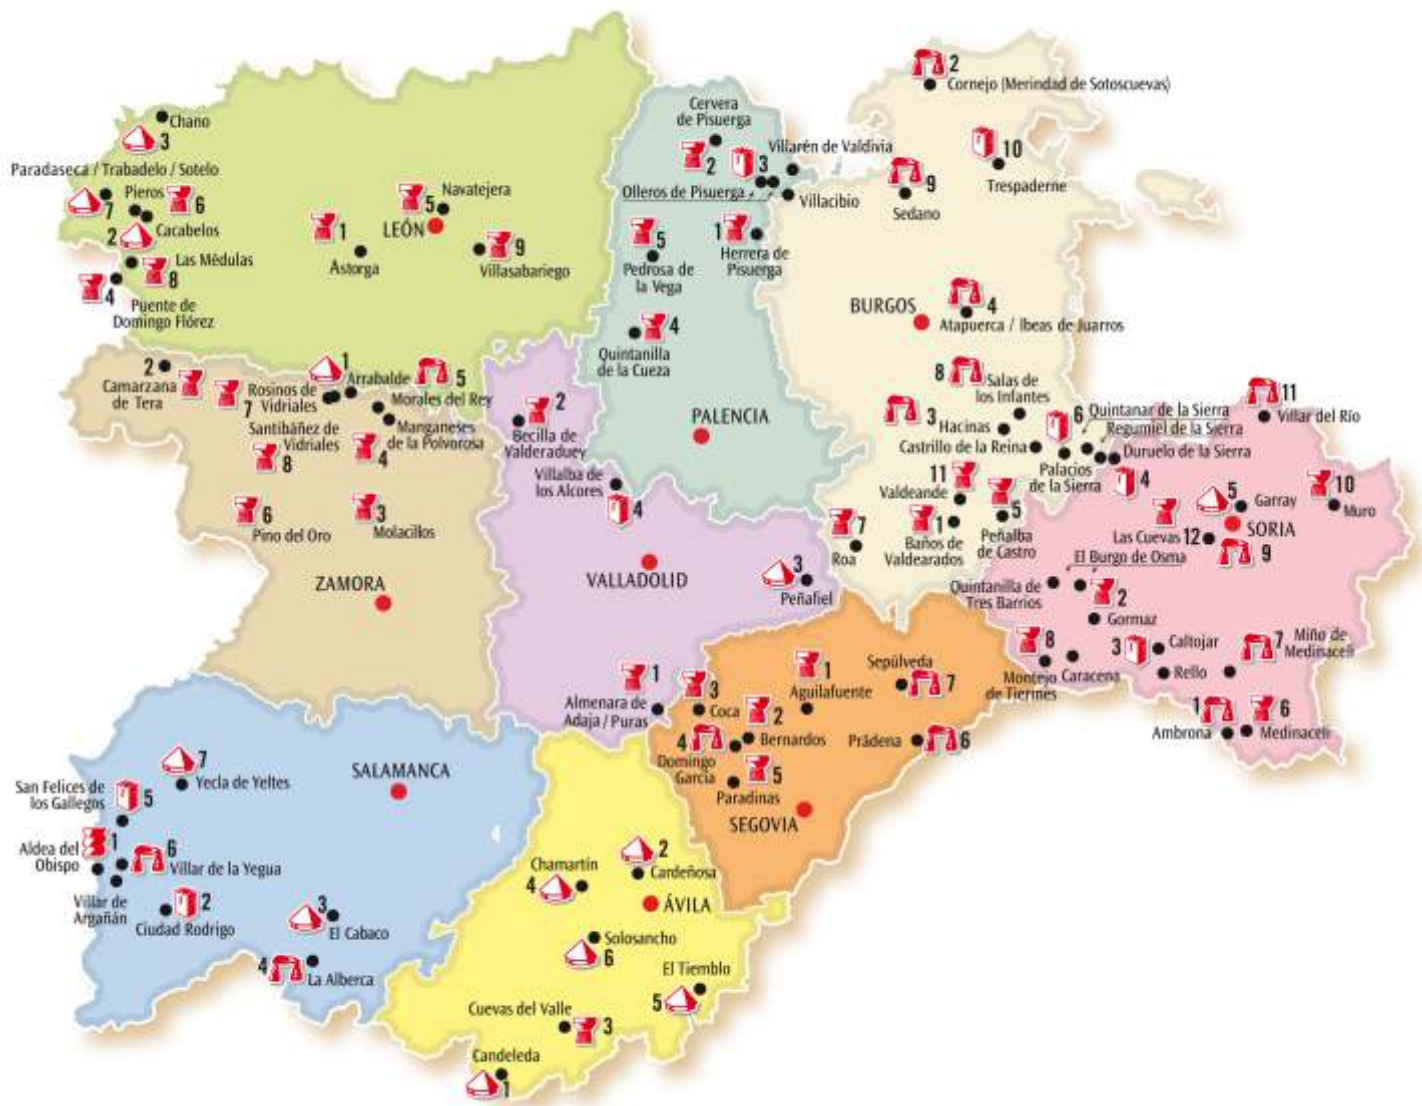 2
Cornejo (Merindad de Sotoscuevas)
Chano
3
Paradaseca / Trabadelo / Sotelo
7
Pieros
6
Cacabelos
2
Las Médulas
8
4
Puente de
Domingo Flórez
1
Astorga
Navatejera
5
LEÓN
9
Villasabariego
Cervera
de Pisuerga
2
3
Villarén de Valdivia
Olleros de Pisuerga
Villacibio
5
Pedrosa de
la Vega
1
Herrera de
Pisuerga
4
Quintanilla
de la Cueza
PALENCIA
10
Trespaderne
9
Sedano
BURGOS
4
Atapuerca / Ibeas de Juarros
8
Salas de
los Infantes
3
Hacinas
Castrillo de la Reina
6
Quintanar de la Sierra
Regumiel de la Sierra
Duruelo de la Sierra
Palacios
de la Sierra
11
Valdeande
5
Peñalba
de Castro
1
Baños de
Valdearados
7
Roa
11
Villar del Río
4
10
Muro
5
Garray
SORIA
Las Cuevas
12
9
El Burgo de Osma
Quintanilla de
Tres Barrios
2
Gormaz
8
Montejo
de Tiermes
Caracena
3
Caltojar
Rello
7
Miño de
Medinaceli
1
Ambrona
6
Medinaceli
2
Camarzana
de Tera
7
Rosinos de
Vidriales
1
Arrabalde
5
Morales del Rey
Manganeses
de la Polvorosa
Santibáñez de
Vidriales
8
4
6
Pino del Oro
3
Molacillos
ZAMORA
2
Becilla de
Valderaduey
Villalba de
los Alcores
4
VALLADOLID
3
Peñafiel
1
Almenara de
Adaja / Puras
3
Coca
1
Aguilafuente
Sepúlveda
7
2
Bernardos
4
Domingo
García
5
Paradinas
Prádena
6
SEGOVIA
7
Yecla de Yeltes
SALAMANCA
San Felices de
los Gallegos
5
4
Aldea del
Obispo
1
6
Villar de la Yegua
Villar de
Argañán
2
Ciudad Rodrigo
3
El Cabaco
4
La Alberca
2
Cardeñosa
Chamartín
4
ÁVILA
Solosancho
6
El Tiemblo
5
Cuevas del Valle
3
Candeleda
1